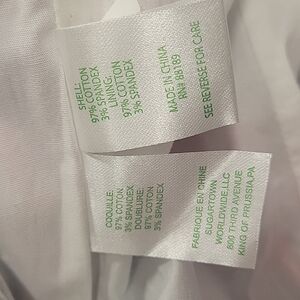 SHELL:
97% COTTON
3% SPANDEX
LINING:
97% COTTON
3% SPANDEX
MADE IN CHINA
RN# 88189
SEE REVERSE FOR CARE
COQUILLE:
97% COTON
3% SPANDEX
DOUBLURE:
97% COTON
3% SPANDEX
FABRIQUE EN CHINE
SUGARTOWN
WORLDWIDE,LLC
800 THIRD AVENUE
KING OF PRUSSIA,PA